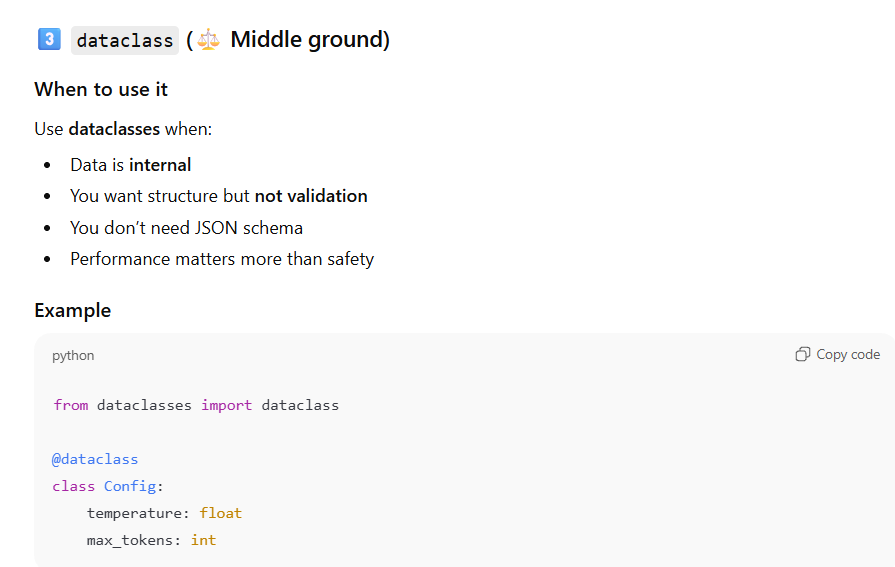 3️⃣ dataclass (⚖️ Middle ground)
When to use it
Use dataclasses when:
• Data is internal
• You want structure but not validation
• You don’t need JSON schema
• Performance matters more than safety
Example
python
Copy code
from dataclasses import dataclass
@dataclass
class Config:
    temperature: float
    max_tokens: int